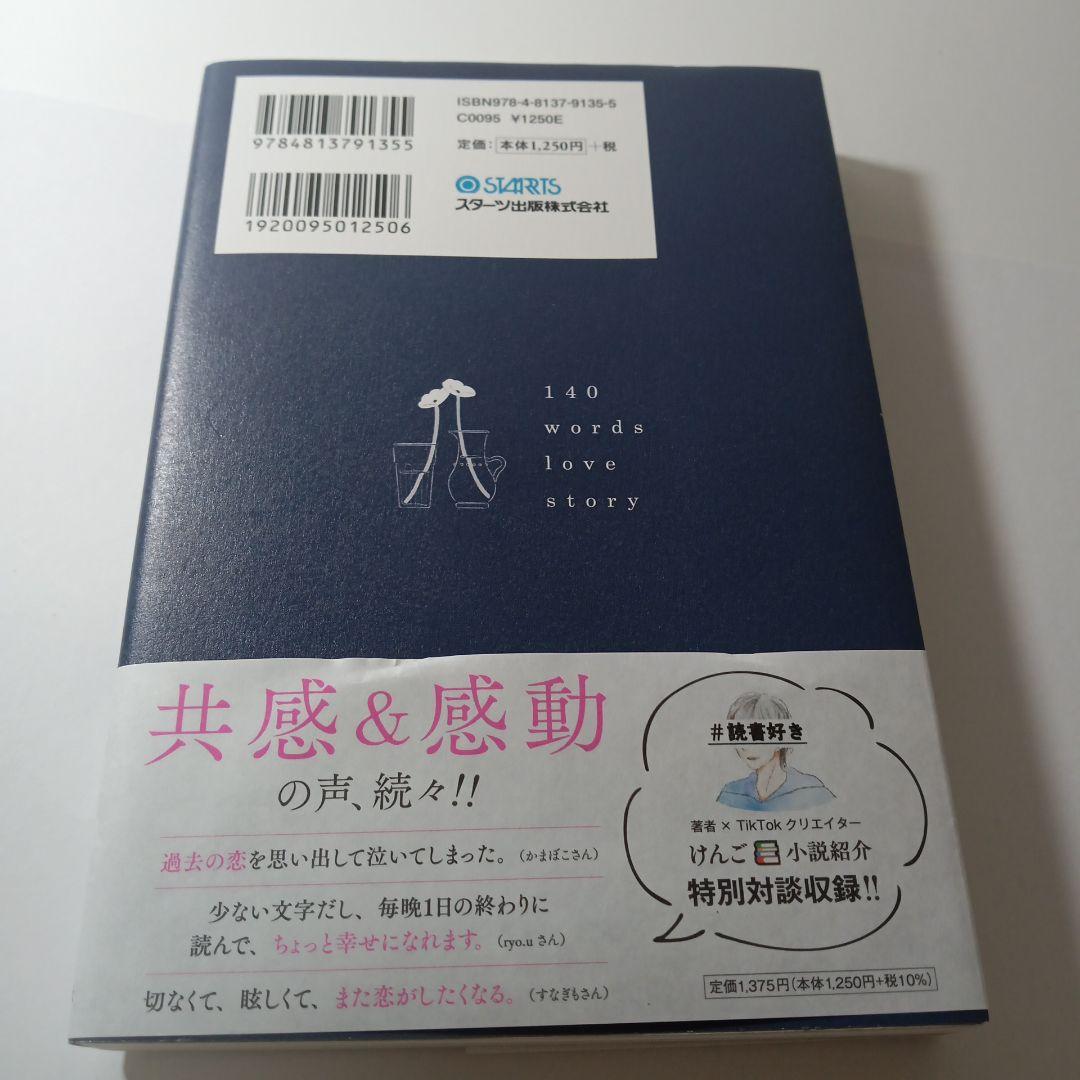 9784813791355
1920095012506
ISBN978-4-8137-9135-5
C0095 ¥1250E
定価:本体1,250円+税
STARTS
スターツ出版株式会社
140
words
love
story
共感&感動
の声、続々!!
過去の恋を思い出して泣いてしまった。(かまぼこさん)
少ない文字だし、毎晩1日の終わりに
読んで、ちょっと幸せになれます。(ryo.uさん)
切なくて、眩しくて、また恋がしたくなる。(すなぎもさん)
#読書好き
著者×TikTokクリエイター
けんご📚小説紹介
特別対談収録!!
定価1,375円(本体1,250円+税10%)